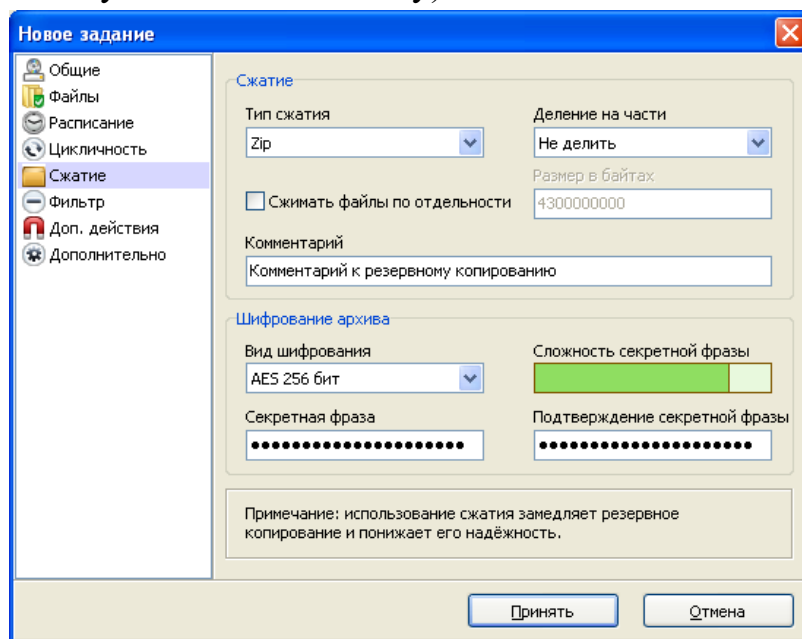 Новое задание
Общие
Файлы
Расписание
Цикличность
Сжатие
Фильтр
Доп. действия
Дополнительно
Сжатие
Тип сжатия
Деление на части
Zip
Не делить
Размер в байтах
Сжимать файлы по отдельности
4300000000
Комментарий
Комментарий к резервному копированию
Шифрование архива
Вид шифрования
Сложность секретной фразы
AES 256 бит
Секретная фраза
Подтверждение секретной фразы
●●●●●●●●●●●●●●●●●●●●●
●●●●●●●●●●●●●●●●●●●●●
Примечание: использование сжатия замедляет резервное
копирование и понижает его надёжность.
Принять
Отмена